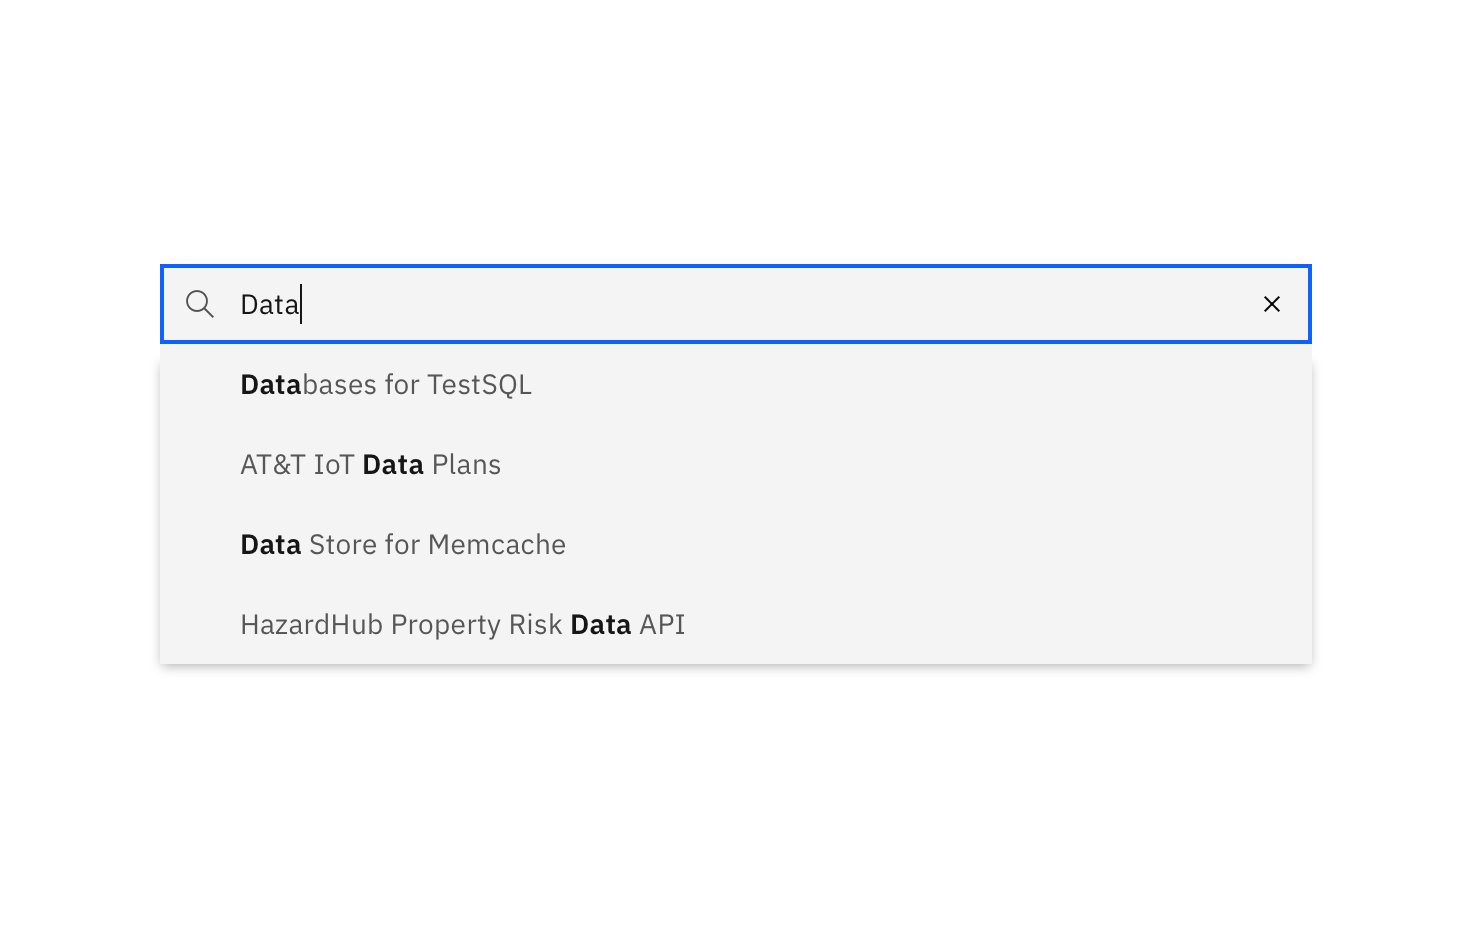 Data
Databases for TestSQL
AT&T IoT Data Plans
Data Store for Memcache
HazardHub Property Risk Data API